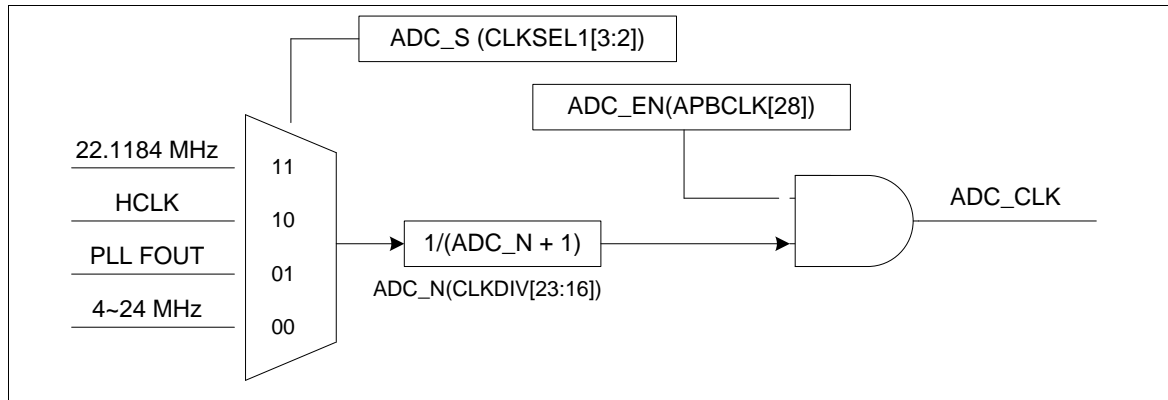 ADC_S (CLKSEL1[3:2])
ADC_EN(APBCLK[28])
22.1184 MHz
11
HCLK
10
PLL FOUT
01
4~24 MHz
00
1/(ADC_N + 1)
ADC_N(CLKDIV[23:16])
ADC_CLK